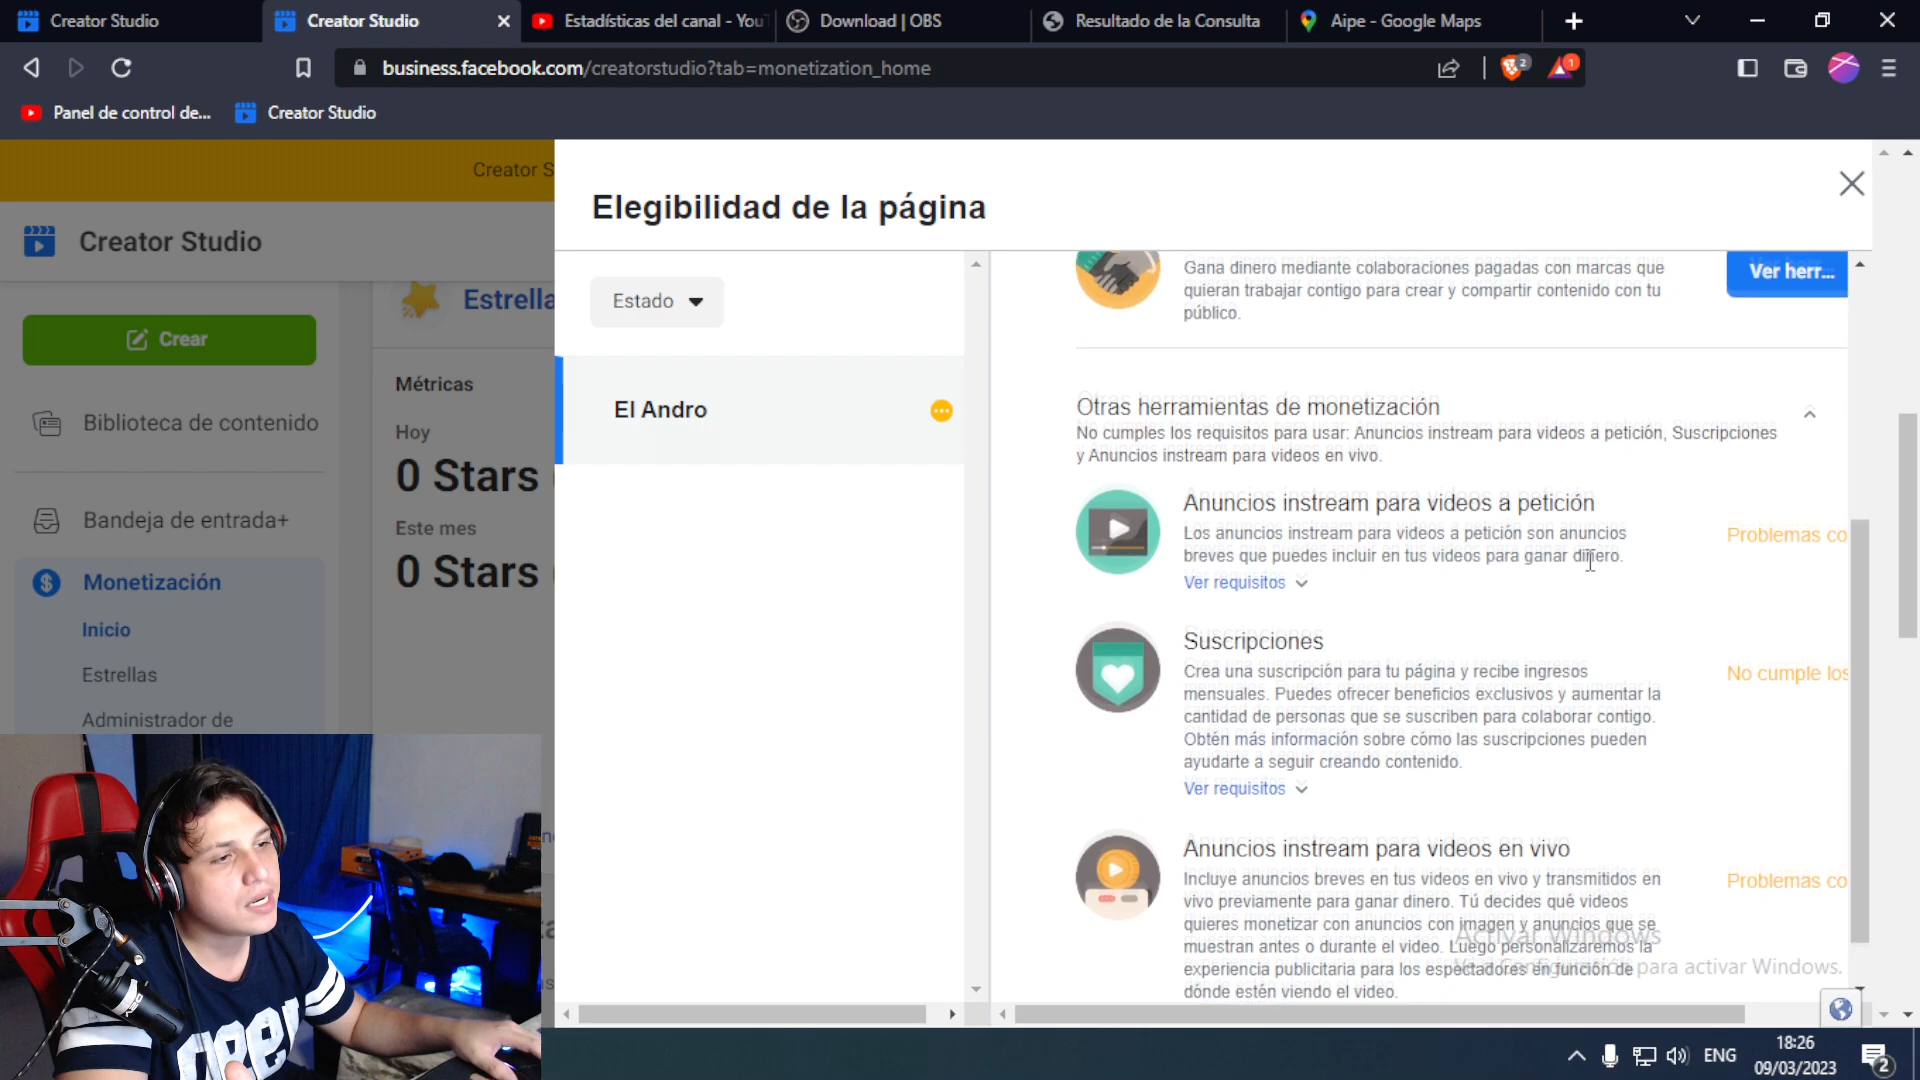 Creator Studio
Creator Studio
Estadísticas del canal - You
Download | OBS
Resultado de la Consulta
Aipe - Google Maps
business.facebook.com/creatorstudio?tab=monetization_home
2
1
Panel de control de...
Creator Studio
Creator S
Elegibilidad de la página
Creator Studio
Estado
Crear
Estrella
Gana dinero mediante colaboraciones pagadas con marcas que
quieran trabajar contigo para crear y compartir contenido con tu
público.
Ver herr...
Métricas
El Andro
Otras herramientas de monetización
No cumples los requisitos para usar: Anuncios instream para videos a petición, Suscripciones
y Anuncios instream para videos en vivo.
Biblioteca de contenido
Hoy
0 Stars
Este mes
0 Stars
Bandeja de entrada+
Anuncios instream para videos a petición
Los anuncios instream para videos a petición son anuncios
breves que puedes incluir en tus videos para ganar dinero.
Ver requisitos
Problemas co
Monetización
Inicio
Estrellas
Administrador de
Suscripciones
Crea una suscripción para tu página y recibe ingresos
mensuales. Puedes ofrecer beneficios exclusivos y aumentar la
cantidad de personas que se suscriben para colaborar contigo.
Obtén más información sobre cómo las suscripciones pueden
ayudarte a seguir creando contenido.
Ver requisitos
No cumple los
Anuncios instream para videos en vivo
Incluye anuncios breves en tus videos en vivo y transmitidos en
vivo previamente para ganar dinero. Tú decides qué videos
quieres monetizar con anuncios con imagen y anuncios que se
muestran antes o durante el video. Luego personalizaremos la
experiencia publicitaria para los espectadores en función de
dónde estén viendo el video.
Problemas co
Activar Windows
Ve a Configuración para activar Windows.
ENG
18:26
09/03/2023
2